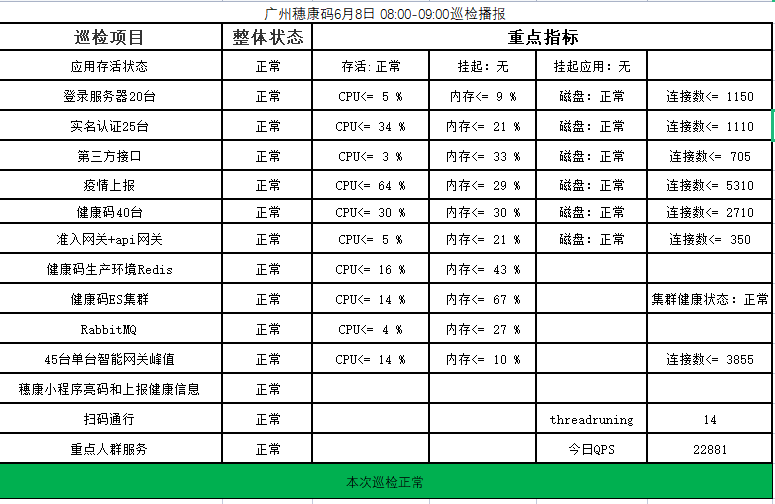 广州穗康码6月8日 08:00-09:00巡检播报
巡检项目 整体状态 重点指标
应用存活状态 正常 存活: 正常 挂起: 无 挂起应用: 无
登录服务器20台 正常 CPU<= 5 % 内存<= 9 % 磁盘: 正常 连接数<= 1150
实名认证25台 正常 CPU<= 34 % 内存<= 21 % 磁盘: 正常 连接数<= 1110
第三方接口 正常 CPU<= 3 % 内存<= 33 % 磁盘: 正常 连接数<= 705
疫情上报 正常 CPU<= 64 % 内存<= 29 % 磁盘: 正常 连接数<= 5310
健康码40台 正常 CPU<= 30 % 内存<= 30 % 磁盘: 正常 连接数<= 2710
准入网关+api网关 正常 CPU<= 5 % 内存<= 21 % 磁盘: 正常 连接数<= 350
健康码生产环境Redis 正常 CPU<= 16 % 内存<= 43 %
健康码ES集群 正常 CPU<= 14 % 内存<= 67 % 集群健康状态: 正常
RabbitMQ 正常 CPU<= 4 % 内存<= 27 %
45台单台智能网关峰值 正常 CPU<= 14 % 内存<= 10 % 连接数<= 3855
穗康小程序亮码和上报健康信息 正常
扫码通行 正常 threadruning 14
重点人群服务 正常 今日QPS 22881
本次巡检正常